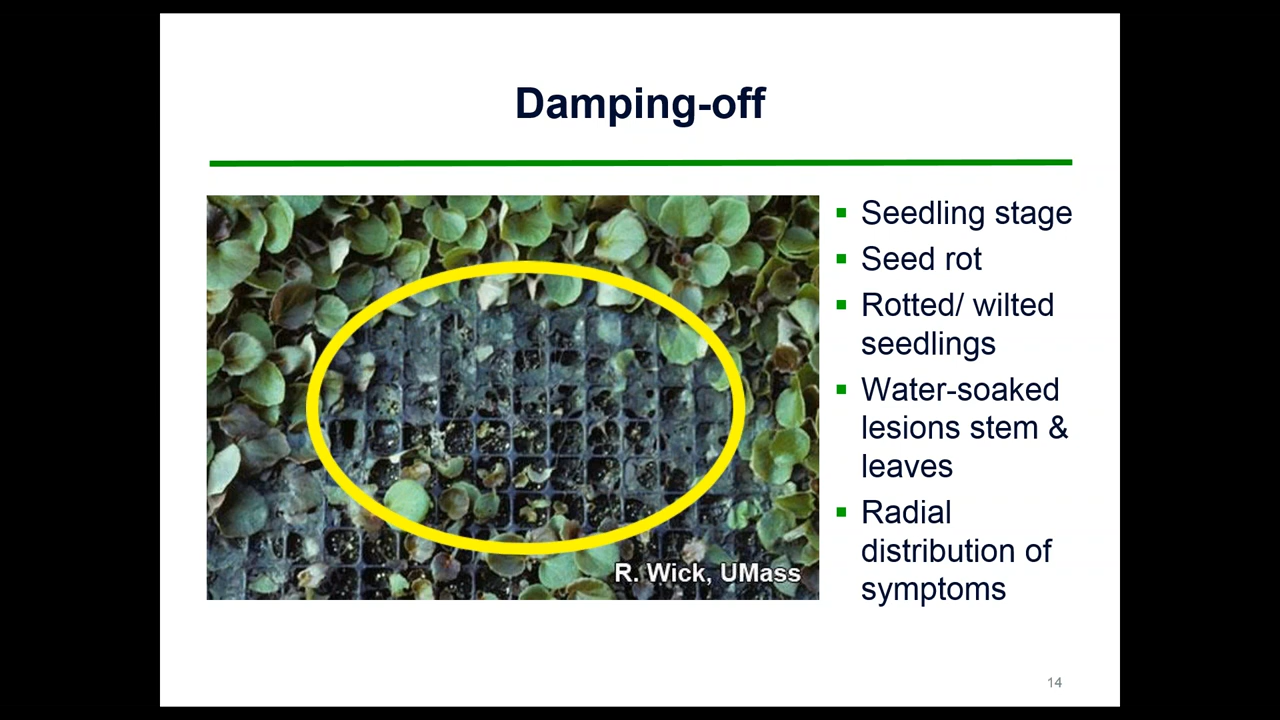 Damping-off
Seedling stage
Seed rot
Rotted/ wilted
seedlings
Water-soaked
lesions stem &
leaves
Radial
distribution of
symptoms
R. Wick, UMass
14